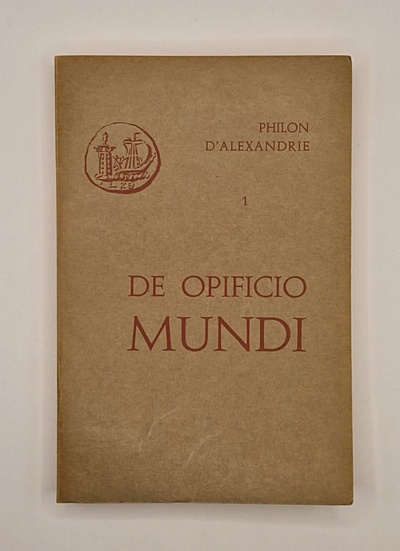 PHILON
D'ALEXANDRIE
1
DE OPIFICIO
MUNDI